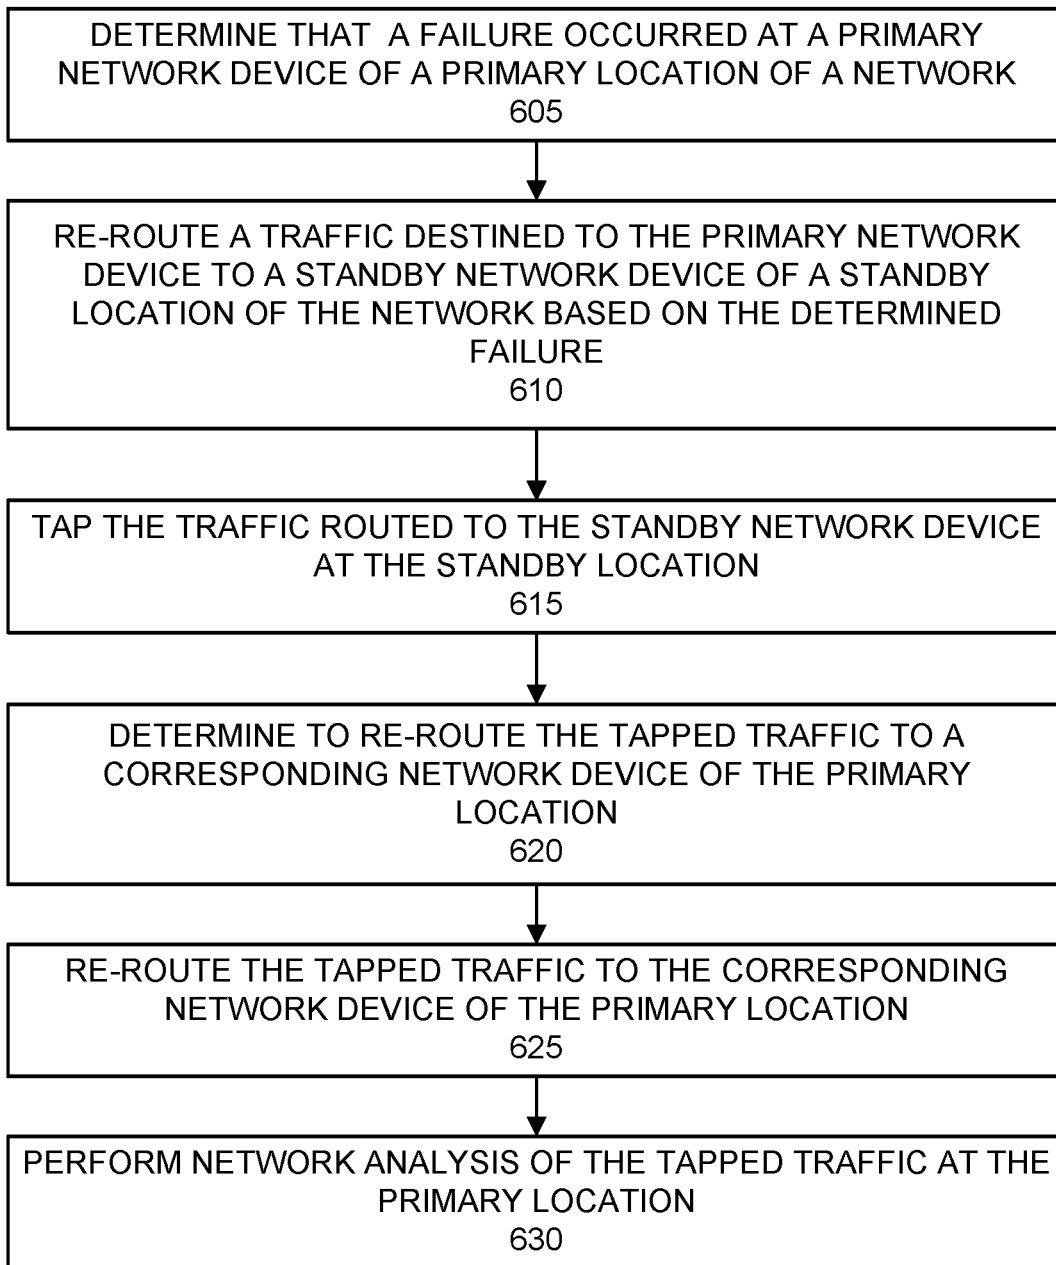 DETERMINE THAT A FAILURE OCCURRED AT A PRIMARY
NETWORK DEVICE OF A PRIMARY LOCATION OF A NETWORK
605
RE-ROUTE A TRAFFIC DESTINED TO THE PRIMARY NETWORK
DEVICE TO A STANDBY NETWORK DEVICE OF A STANDBY
LOCATION OF THE NETWORK BASED ON THE DETERMINED
FAILURE
610
TAP THE TRAFFIC ROUTED TO THE STANDBY NETWORK DEVICE
AT THE STANDBY LOCATION
615
DETERMINE TO RE-ROUTE THE TAPPED TRAFFIC TO A
CORRESPONDING NETWORK DEVICE OF THE PRIMARY
LOCATION
620
RE-ROUTE THE TAPPED TRAFFIC TO THE CORRESPONDING
NETWORK DEVICE OF THE PRIMARY LOCATION
625
PERFORM NETWORK ANALYSIS OF THE TAPPED TRAFFIC AT THE
PRIMARY LOCATION
630